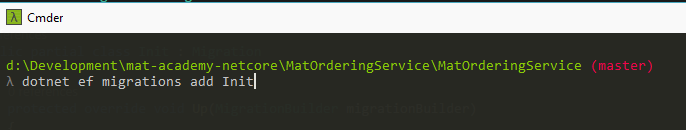 λ Cmder
d:\Development\mat-academy-netcore\MatOrderingService\MatOrderingService (master)
λ dotnet ef migrations add Init